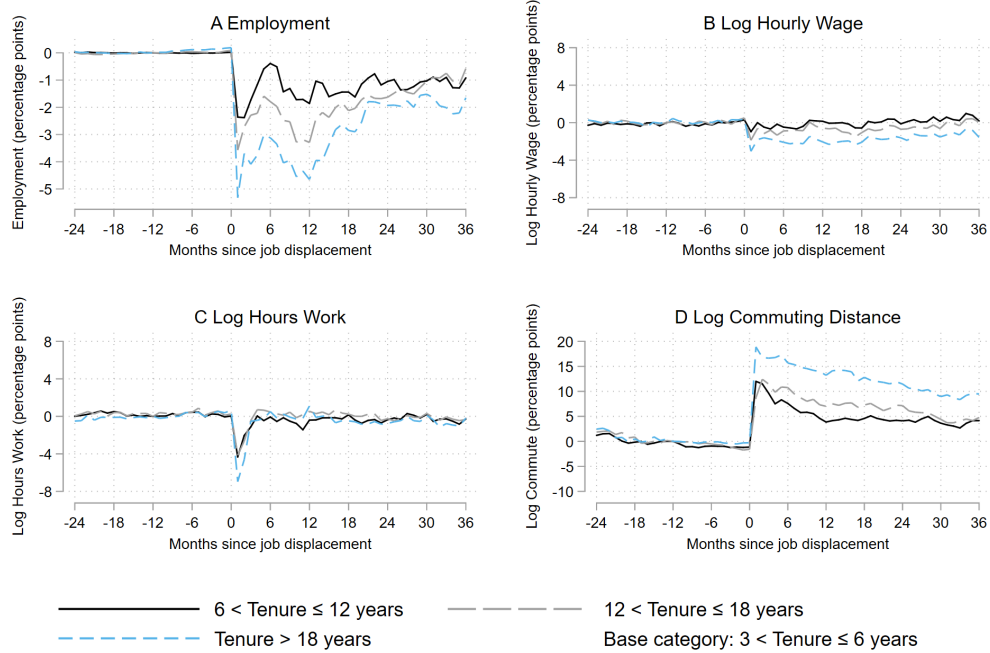 A Employment
Employment (percentage points)
0
-1
-2
-3
-4
-5
-24 -18 -12 -6 0 6 12 18 24 30 36
Months since job displacement
B Log Hourly Wage
Log Hourly Wage (percentage points)
8
4
0
-4
-8
-24 -18 -12 -6 0 6 12 18 24 30 36
Months since job displacement
C Log Hours Work
Log Hours Work (percentage points)
8
4
0
-4
-8
-24 -18 -12 -6 0 6 12 18 24 30 36
Months since job displacement
D Log Commuting Distance
Log Commute (percentage points)
20
15
10
5
0
-5
-10
-24 -18 -12 -6 0 6 12 18 24 30 36
Months since job displacement
6 < Tenure ≤ 12 years
12 < Tenure ≤ 18 years
Tenure > 18 years
Base category: 3 < Tenure ≤ 6 years